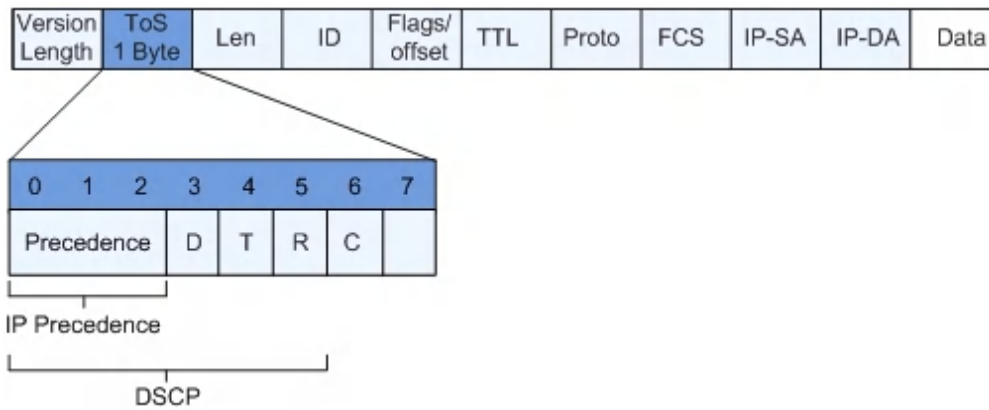 Version Length ToS 1 Byte Len ID Flags/ offset TTL Proto FCS IP-SA IP-DA Data
0 1 2 3 4 5 6 7
Precedence D T R C
IP Precedence
DSCP